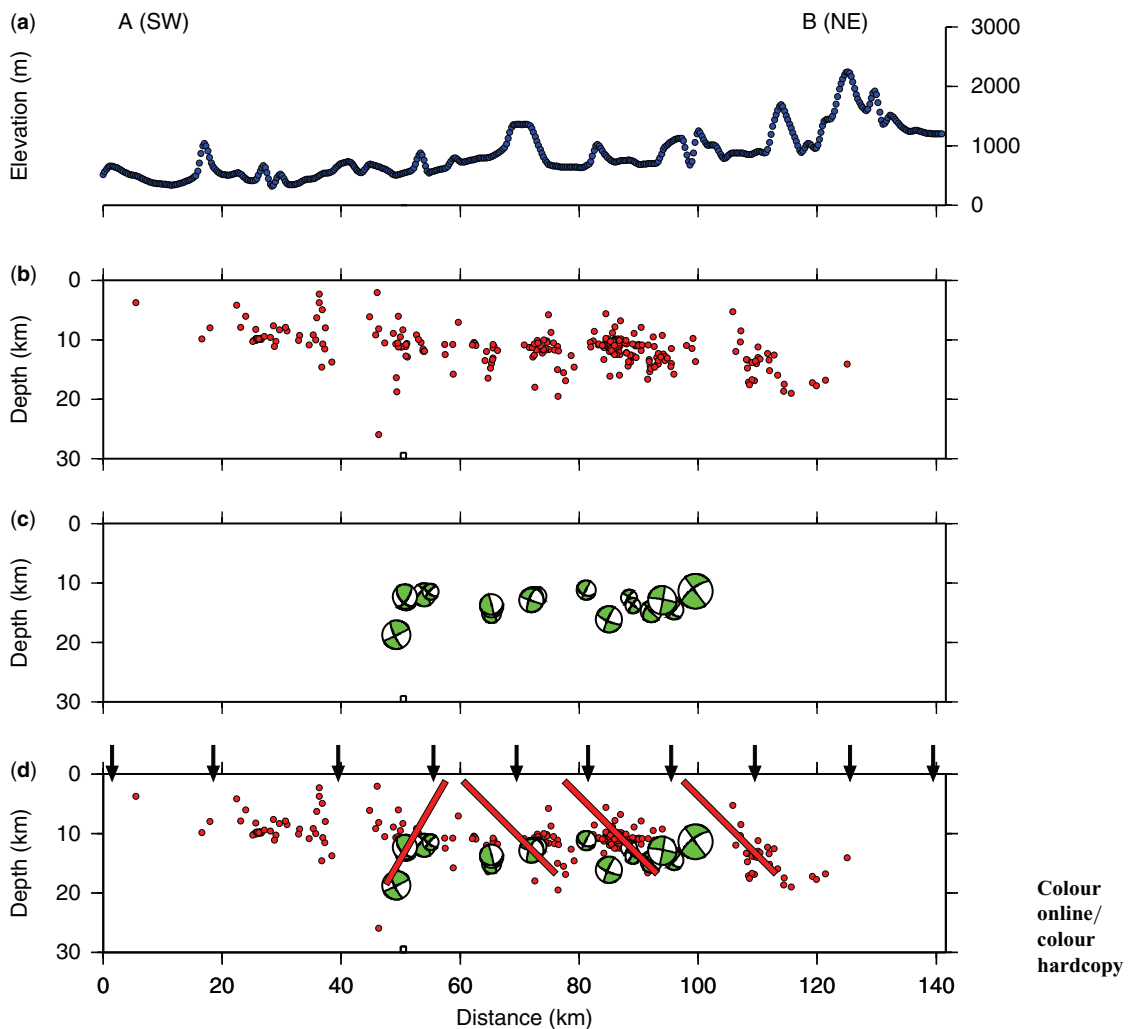 (a)
A (SW)
B (NE)
Elevation (m)
3000
2000
1000
0
(b)
Depth (km)
0
10
20
30
(c)
Depth (km)
0
10
20
30
(d)
Depth (km)
0
10
20
30
0 20 40 60 80 100 120 140
Distance (km)
Colour
online/
colour
hardcopy